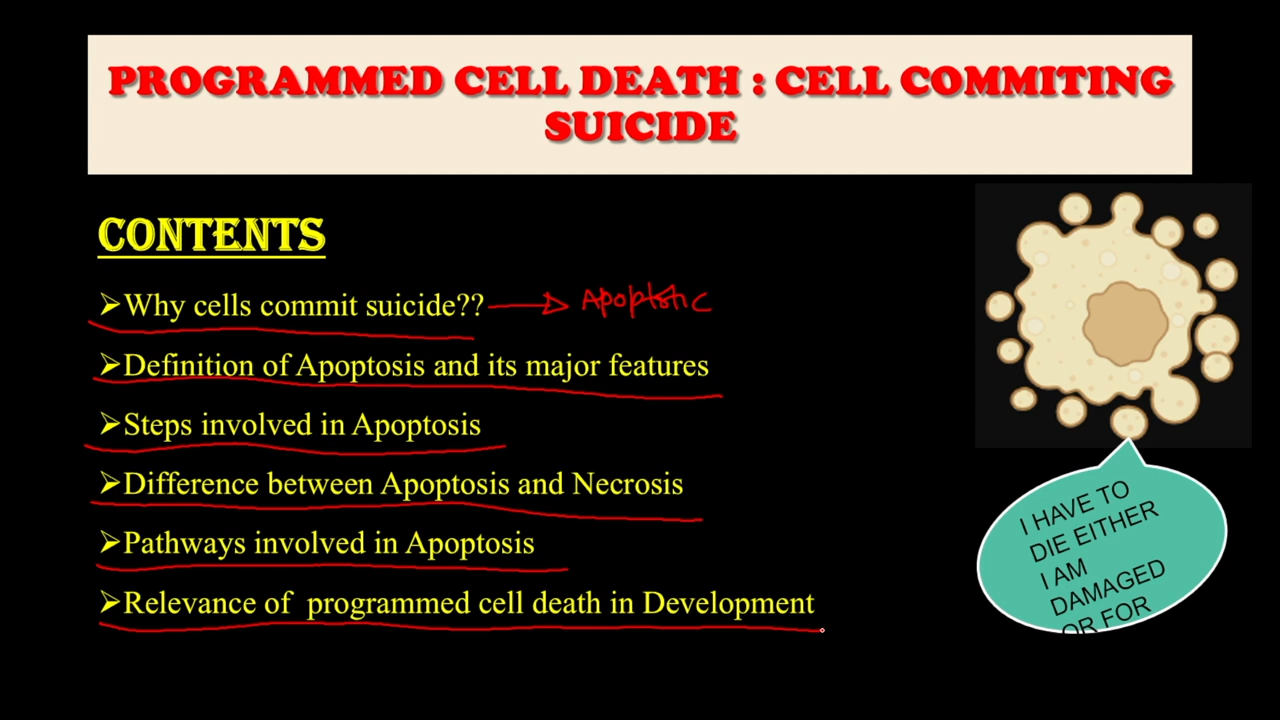 PROGRAMMED CELL DEATH : CELL COMMITING
SUICIDE
CONTENTS
➢Why cells commit suicide?? Apoptotic
➢Definition of Apoptosis and its major features
➢Steps involved in Apoptosis
➢Difference between Apoptosis and Necrosis
➢Pathways involved in Apoptosis
➢Relevance of programmed cell death in Development
I HAVE TO
DIE EITHER
I AM
DAMAGED
OR FOR